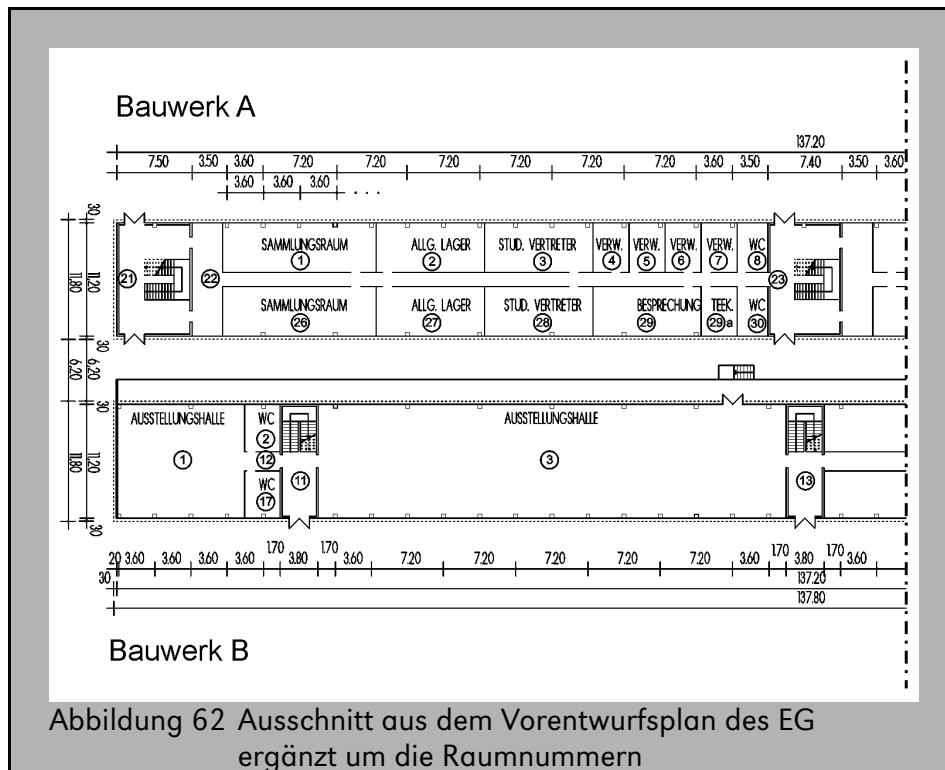 Bauwerk A
137.20
7.50 3.50 3.60 7.20 7.20 7.20 7.20 7.20 7.20 3.60 3.50 7.40 3.50 3.60
3.60 3.60 3.60 . . .
30
11.80 11.20
30
SAMMLUNGSRAUM ALLG. LAGER STUD. VERTRETER VERW. VERW. VERW. VERW. WC
1 2 3 4 5 6 7 8
21 22 23
SAMMLUNGSRAUM ALLG. LAGER STUD. VERTRETER BESPRECHUNG TEEK. WC
26 27 28 29 29a 30
6.20 6.20
30
11.80 11.20
30
AUSSTELLUNGSHALLE WC AUSSTELLUNGSHALLE
2
1 12 3
WC 11 13
17
1.70 1.70 1.70 1.70
20 3.60 3.60 3.60 3.60 3.80 3.60 7.20 7.20 7.20 7.20 7.20 3.60 3.80 3.60
30 137.20
137.80
Bauwerk B
Abbildung 62 Ausschnitt aus dem Vorentwurfsplan des EG
ergänzt um die Raumnummern